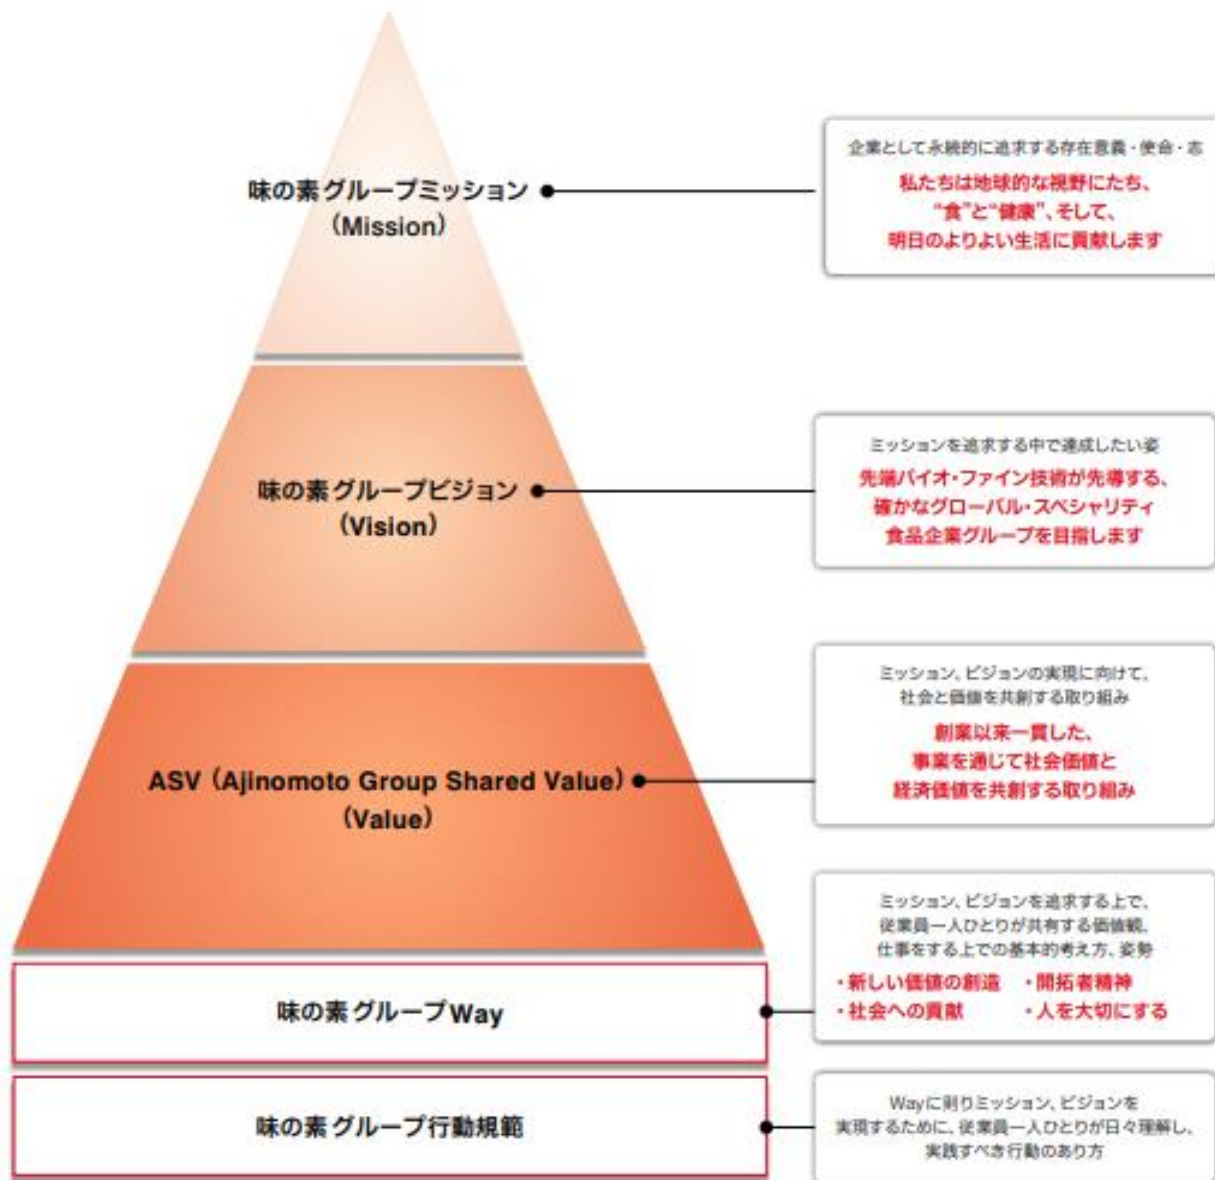 味の素グループミッション
(Mission)
企業として永続的に追求する存在意義・使命・志
私たちは地球的な視野にたち、
“食”と“健康”、そして、
明日のよりよい生活に貢献します
味の素グループビジョン
(Vision)
ミッションを追求する中で達成したい姿
先端バイオ・ファイン技術が先導する、
確かなグローバル・スペシャリティ
食品企業グループを目指します
ASV (Ajinomoto Group Shared Value)
(Value)
ミッション、ビジョンの実現に向けて、
社会と価値を共創する取り組み
創業以来一貫した、
事業を通じて社会価値と
経済価値を共創する取り組み
味の素グループWay
ミッション、ビジョンを追求する上で、
従業員一人ひとりが共有する価値観、
仕事をする上での基本的考え方、姿勢
・新しい価値の創造 ・開拓者精神
・社会への貢献 ・人を大切にする
味の素グループ行動規範
Wayに則りミッション、ビジョンを
実現するために、従業員一人ひとりが日々理解し、
実践すべき行動のあり方